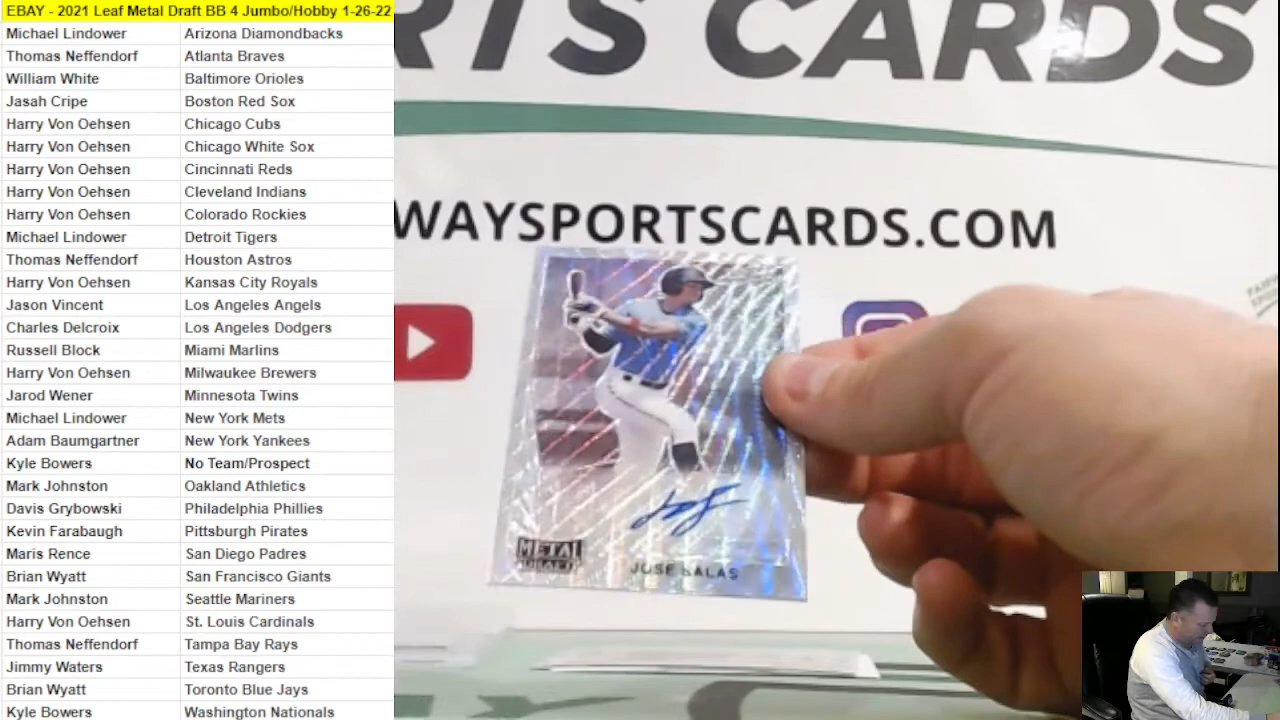 EBAY - 2021 Leaf Metal Draft BB 4 Jumbo/Hobby 1-26-22
Michael Lindower Arizona Diamondbacks
Thomas Neffendorf Atlanta Braves
William White Baltimore Orioles
Jasah Cripe Boston Red Sox
Harry Von Oehsen Chicago Cubs
Harry Von Oehsen Chicago White Sox
Harry Von Oehsen Cincinnati Reds
Harry Von Oehsen Cleveland Indians
Harry Von Oehsen Colorado Rockies
Michael Lindower Detroit Tigers
Thomas Neffendorf Houston Astros
Harry Von Oehsen Kansas City Royals
Jason Vincent Los Angeles Angels
Charles Delcroix Los Angeles Dodgers
Russell Block Miami Marlins
Harry Von Oehsen Milwaukee Brewers
Jarod Wener Minnesota Twins
Michael Lindower New York Mets
Adam Baumgartner New York Yankees
Kyle Bowers No Team/Prospect
Mark Johnston Oakland Athletics
Davis Grybowski Philadelphia Phillies
Kevin Farabaugh Pittsburgh Pirates
Maris Rence San Diego Padres
Brian Wyatt San Francisco Giants
Mark Johnston Seattle Mariners
Harry Von Oehsen St. Louis Cardinals
Thomas Neffendorf Tampa Bay Rays
Jimmy Waters Texas Rangers
Brian Wyatt Toronto Blue Jays
Kyle Bowers Washington Nationals
RTS CARDS
WAYSPORTSCARDS.COM
METAL
DRAFT
JOSE SALAS